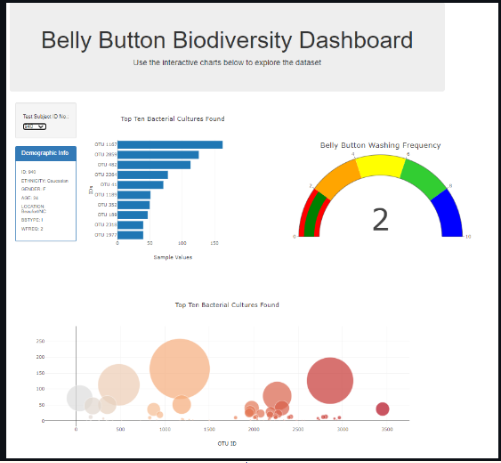 Belly Button Biodiversity Dashboard
Use the interactive charts below to explore the dataset
Test Subject ID No.:
940
Demographic Info
ID: 940
ETHNICITY: Caucasian
GENDER: F
AGE: 24
LOCATION:
Beaufort/NC
BBTYPE: I
WFREQ: 2
Top Ten Bacterial Cultures Found
OTU 1167
OTU 2859
OTU 482
OTU 2264
OTU 41
OTU 1189
OTU 352
OTU 189
OTU 2318
OTU 1977
0 50 100 150
Sample Values
Belly Button Washing Frequency
0 2 4 6 8 10
2
Top Ten Bacterial Cultures Found
250
200
150
100
50
0
0 500 1000 1500 2000 2500 3000 3500
OTU ID